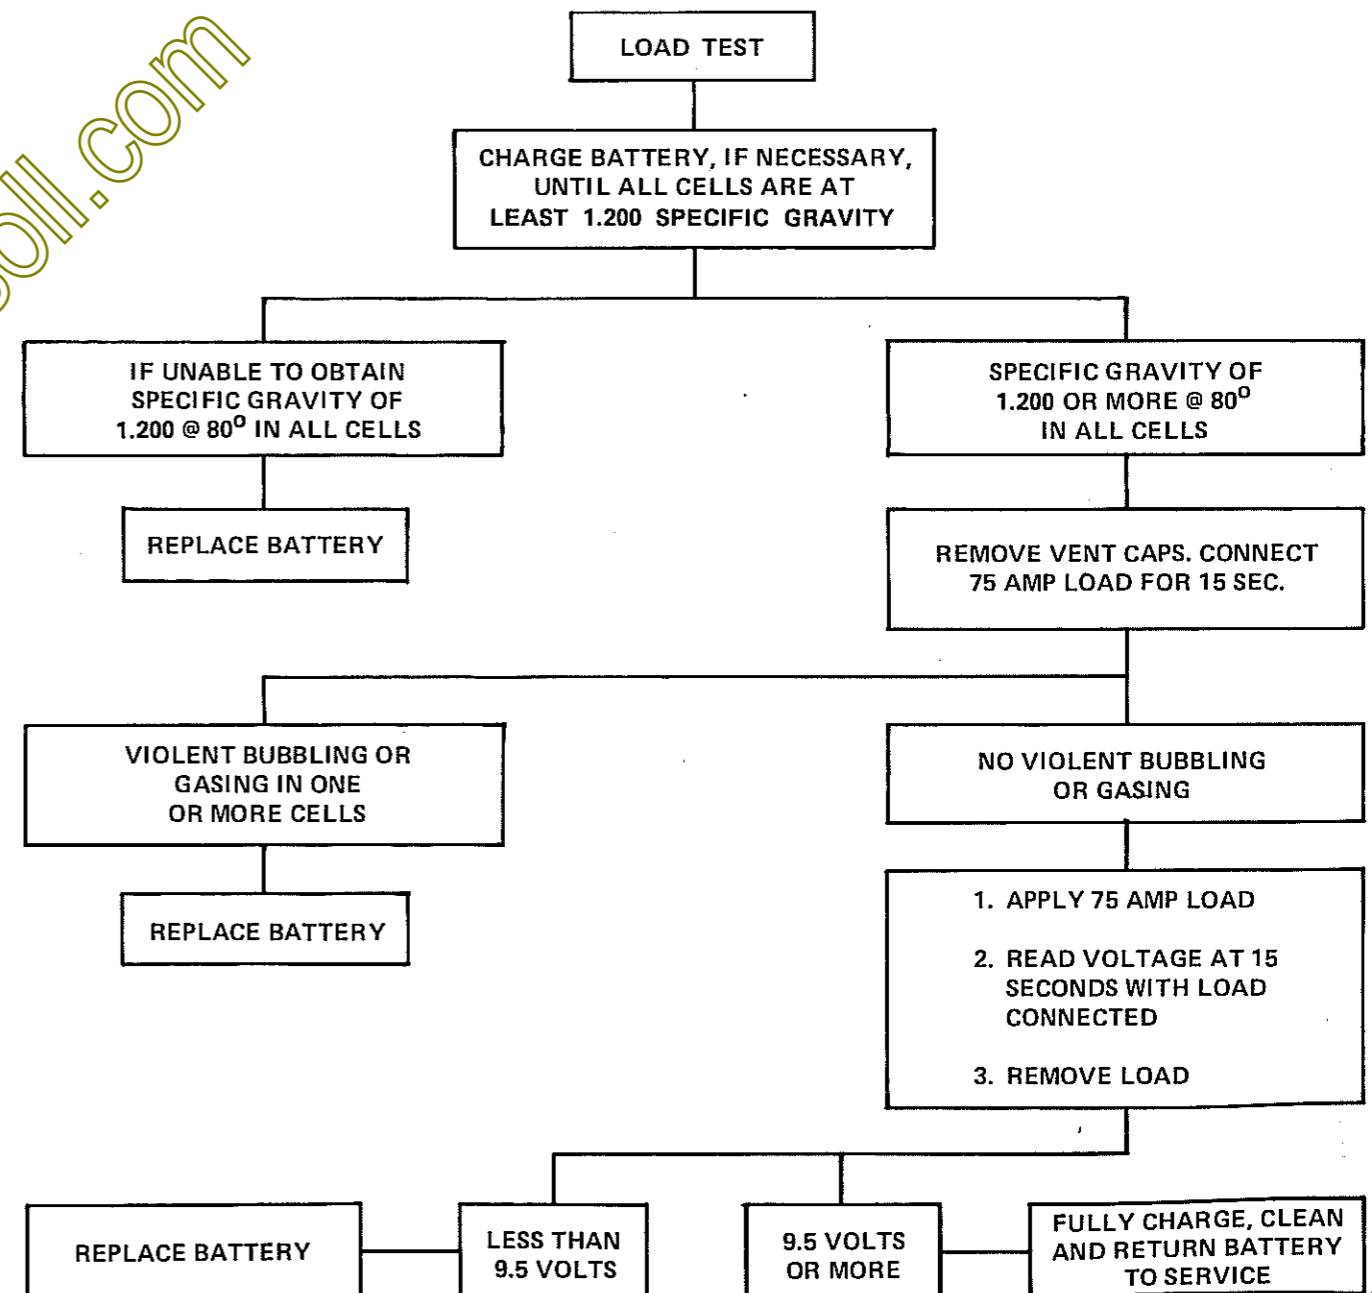 oll.com
LOAD TEST
CHARGE BATTERY, IF NECESSARY,
UNTIL ALL CELLS ARE AT
LEAST 1.200 SPECIFIC GRAVITY
IF UNABLE TO OBTAIN
SPECIFIC GRAVITY OF
1.200 @ 80° IN ALL CELLS
SPECIFIC GRAVITY OF
1.200 OR MORE @ 80°
IN ALL CELLS
REPLACE BATTERY
REMOVE VENT CAPS. CONNECT
75 AMP LOAD FOR 15 SEC.
VIOLENT BUBBLING OR
GASING IN ONE
OR MORE CELLS
NO VIOLENT BUBBLING
OR GASING
REPLACE BATTERY
1. APPLY 75 AMP LOAD
2. READ VOLTAGE AT 15
SECONDS WITH LOAD
CONNECTED
3. REMOVE LOAD
REPLACE BATTERY
LESS THAN
9.5 VOLTS
9.5 VOLTS
OR MORE
FULLY CHARGE, CLEAN
AND RETURN BATTERY
TO SERVICE